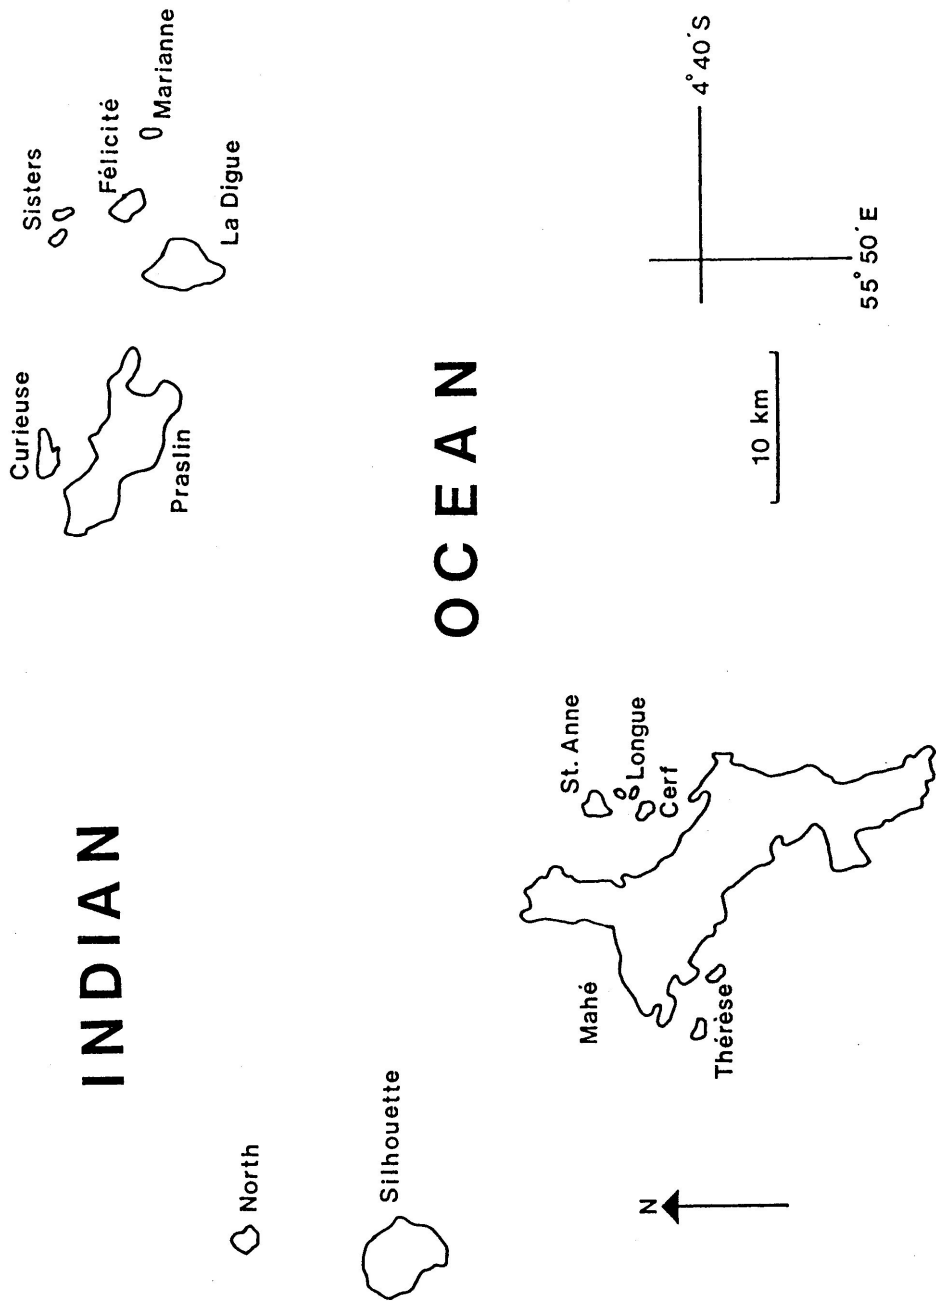 INDIAN
OCEAN
North
Silhouette
Mahé
Thérèse
St. Anne
Longue
Cerf
Curieuse
Praslin
Sisters
Félicité
Marianne
La Digue
N
10 km
4° 40' S
55° 50' E